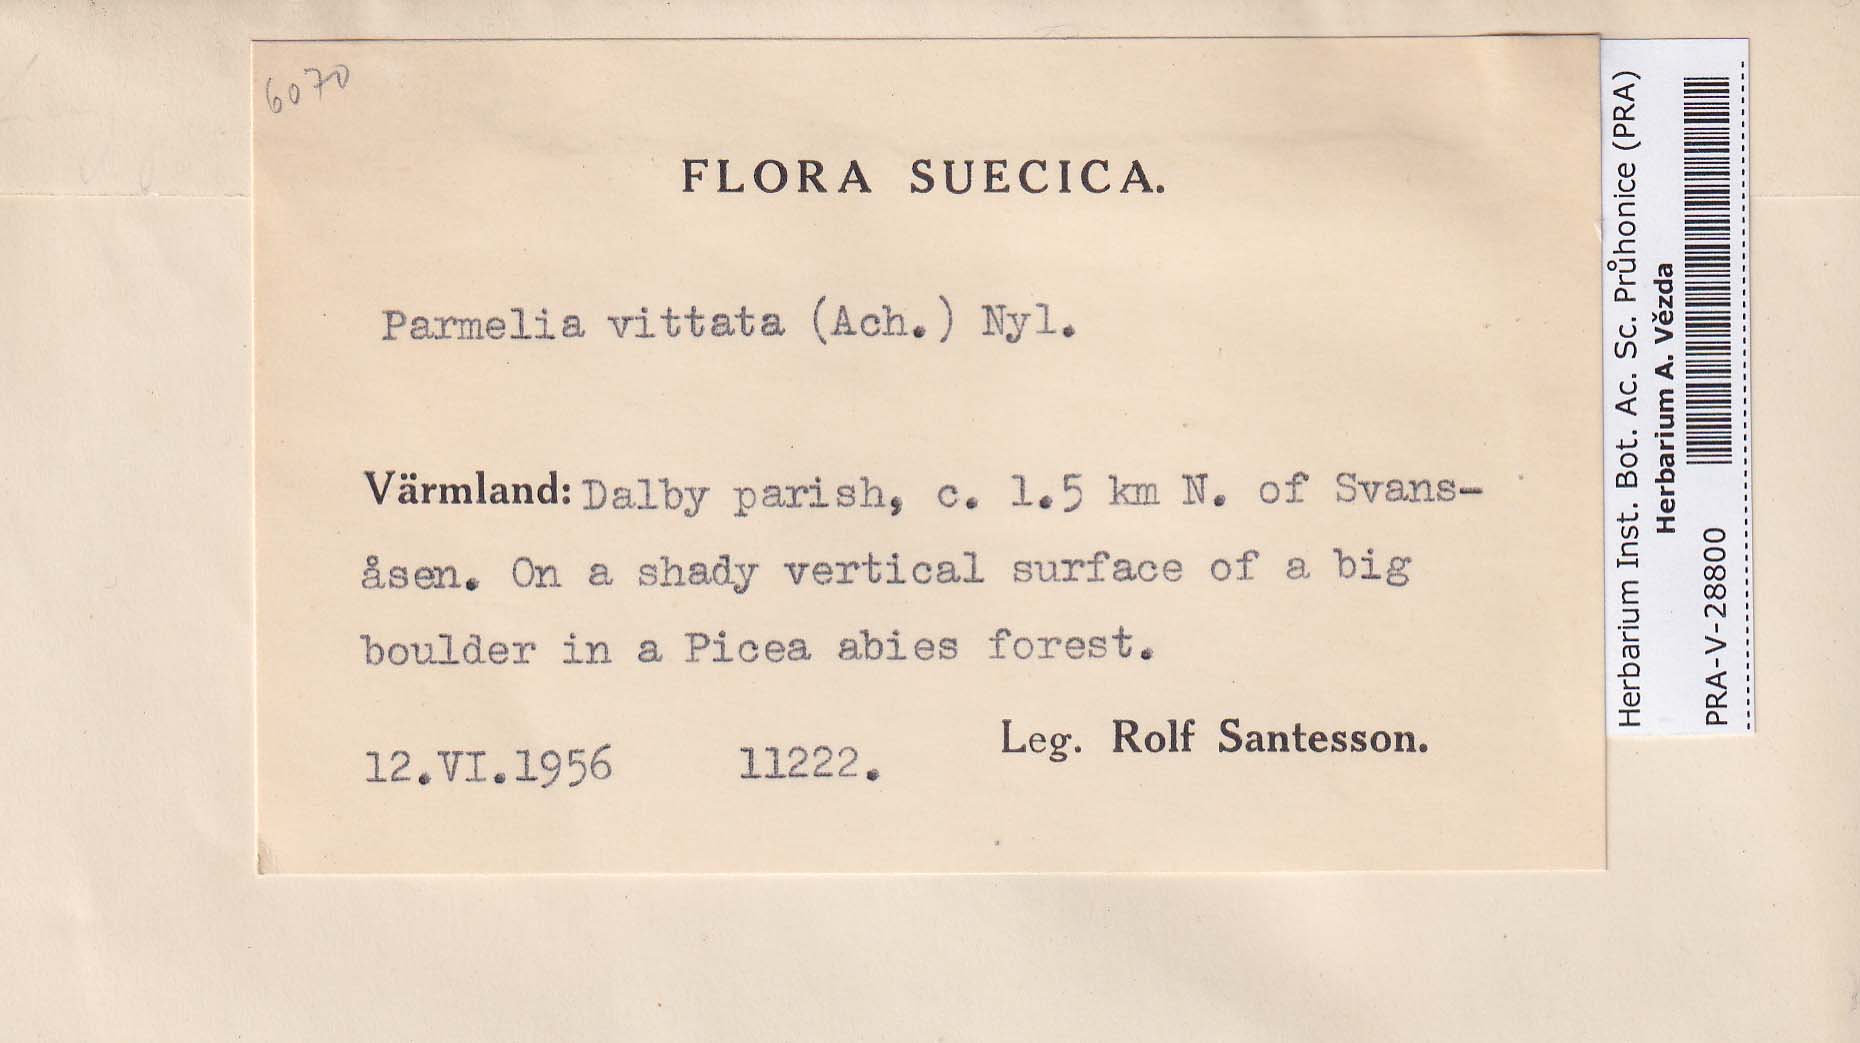 6070
FLORA SUECICA.
Parmelia vittata (Ach.) Nyl.
Värmland: Dalby parish, c. 1.5 km N. of Svans-
åsen. On a shady vertical surface of a big
boulder in a Picea abies forest.
12.VI.1956 11222. Leg. Rolf Santesson.
Herbarium Inst. Bot. Ac. Sc. Průhonice (PRA)
Herbarium A. Vězda
PRA-V-28800